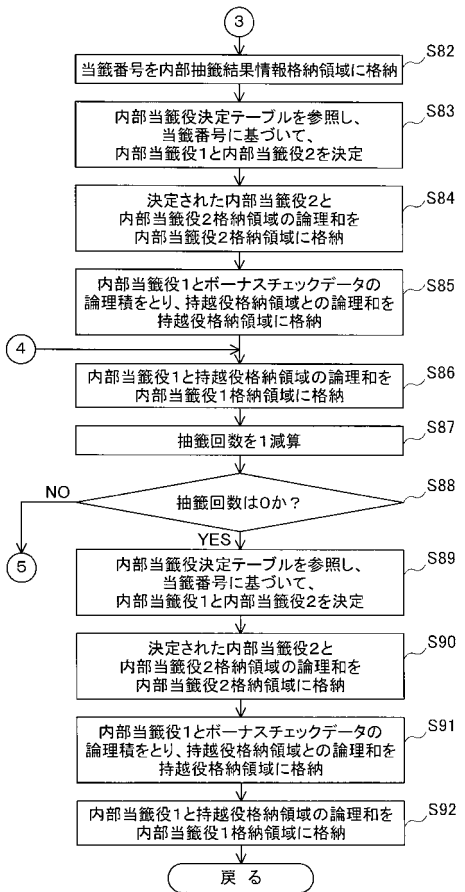 3
S82
当籤番号を内部抽籤結果情報格納領域に格納
S83
内部当籤役決定テーブルを参照し、
当籤番号に基づいて、
内部当籤役1と内部当籤役2を決定
S84
決定された内部当籤役2と
内部当籤役2格納領域の論理和を
内部当籤役2格納領域に格納
S85
内部当籤役1とボーナスチェックデータの
論理積をとり、持越役格納領域との論理和を
持越役格納領域に格納
4
S86
内部当籤役1と持越役格納領域の論理和を
内部当籤役1格納領域に格納
S87
抽籤回数を1減算
S88
抽籤回数は0か？
NO
YES
5
S89
内部当籤役決定テーブルを参照し、
当籤番号に基づいて、
内部当籤役1と内部当籤役2を決定
S90
決定された内部当籤役2と
内部当籤役2格納領域の論理和を
内部当籤役2格納領域に格納
S91
内部当籤役1とボーナスチェックデータの
論理積をとり、持越役格納領域との論理和を
持越役格納領域に格納
S92
内部当籤役1と持越役格納領域の論理和を
内部当籤役1格納領域に格納
戻る